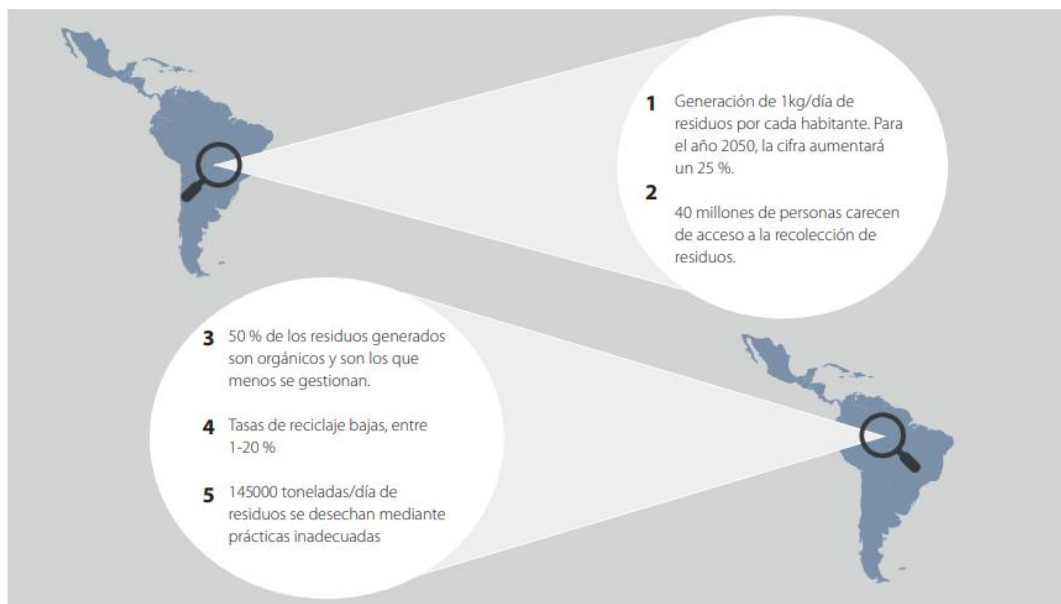 1 Generación de 1kg/día de
residuos por cada habitante. Para
el año 2050, la cifra aumentará
un 25 %.
2
40 millones de personas carecen
de acceso a la recolección de
residuos.
3 50 % de los residuos generados
son orgánicos y son los que
menos se gestionan.
4 Tasas de reciclaje bajas, entre
1-20 %
5 145000 toneladas/día de
residuos se desechan mediante
prácticas inadecuadas